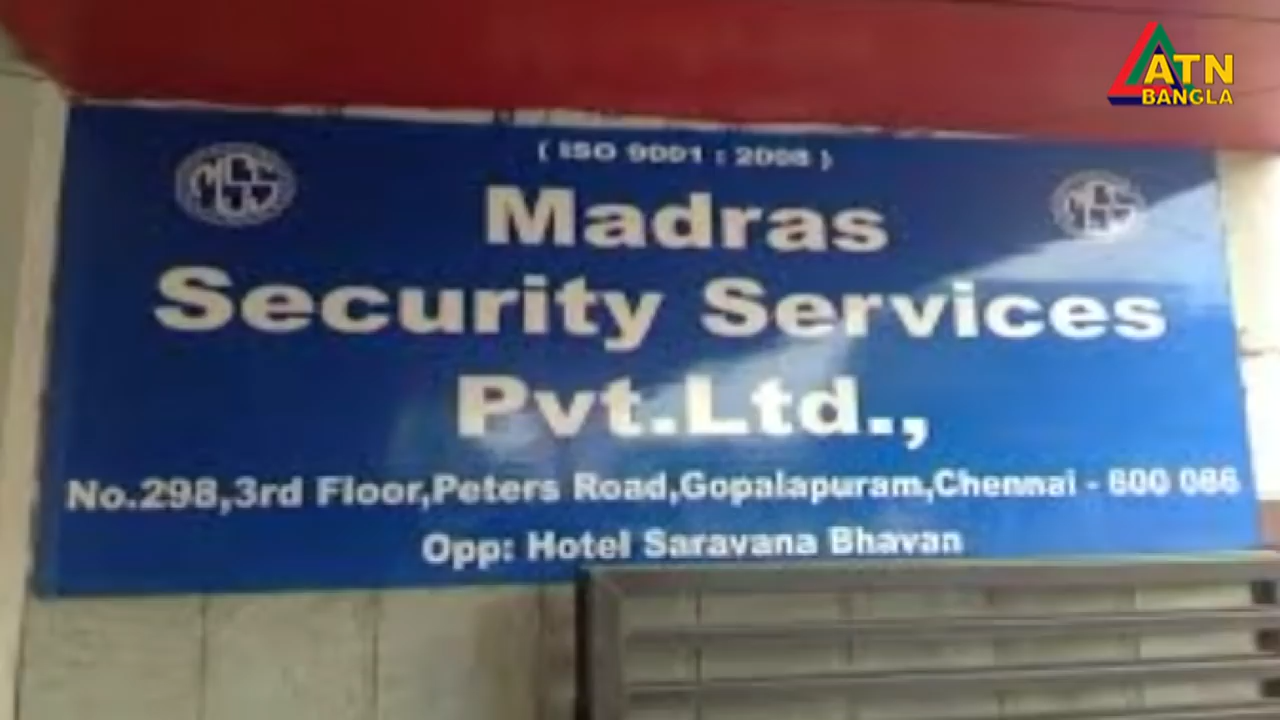 ATN
BANGLA
( ISO 9001 : 2008 )
Madras
Security Services
Pvt.Ltd.,
No.298,3rd Floor,Peters Road,Gopalapuram,Chennai - 600 086
Opp: Hotel Saravana Bhavan